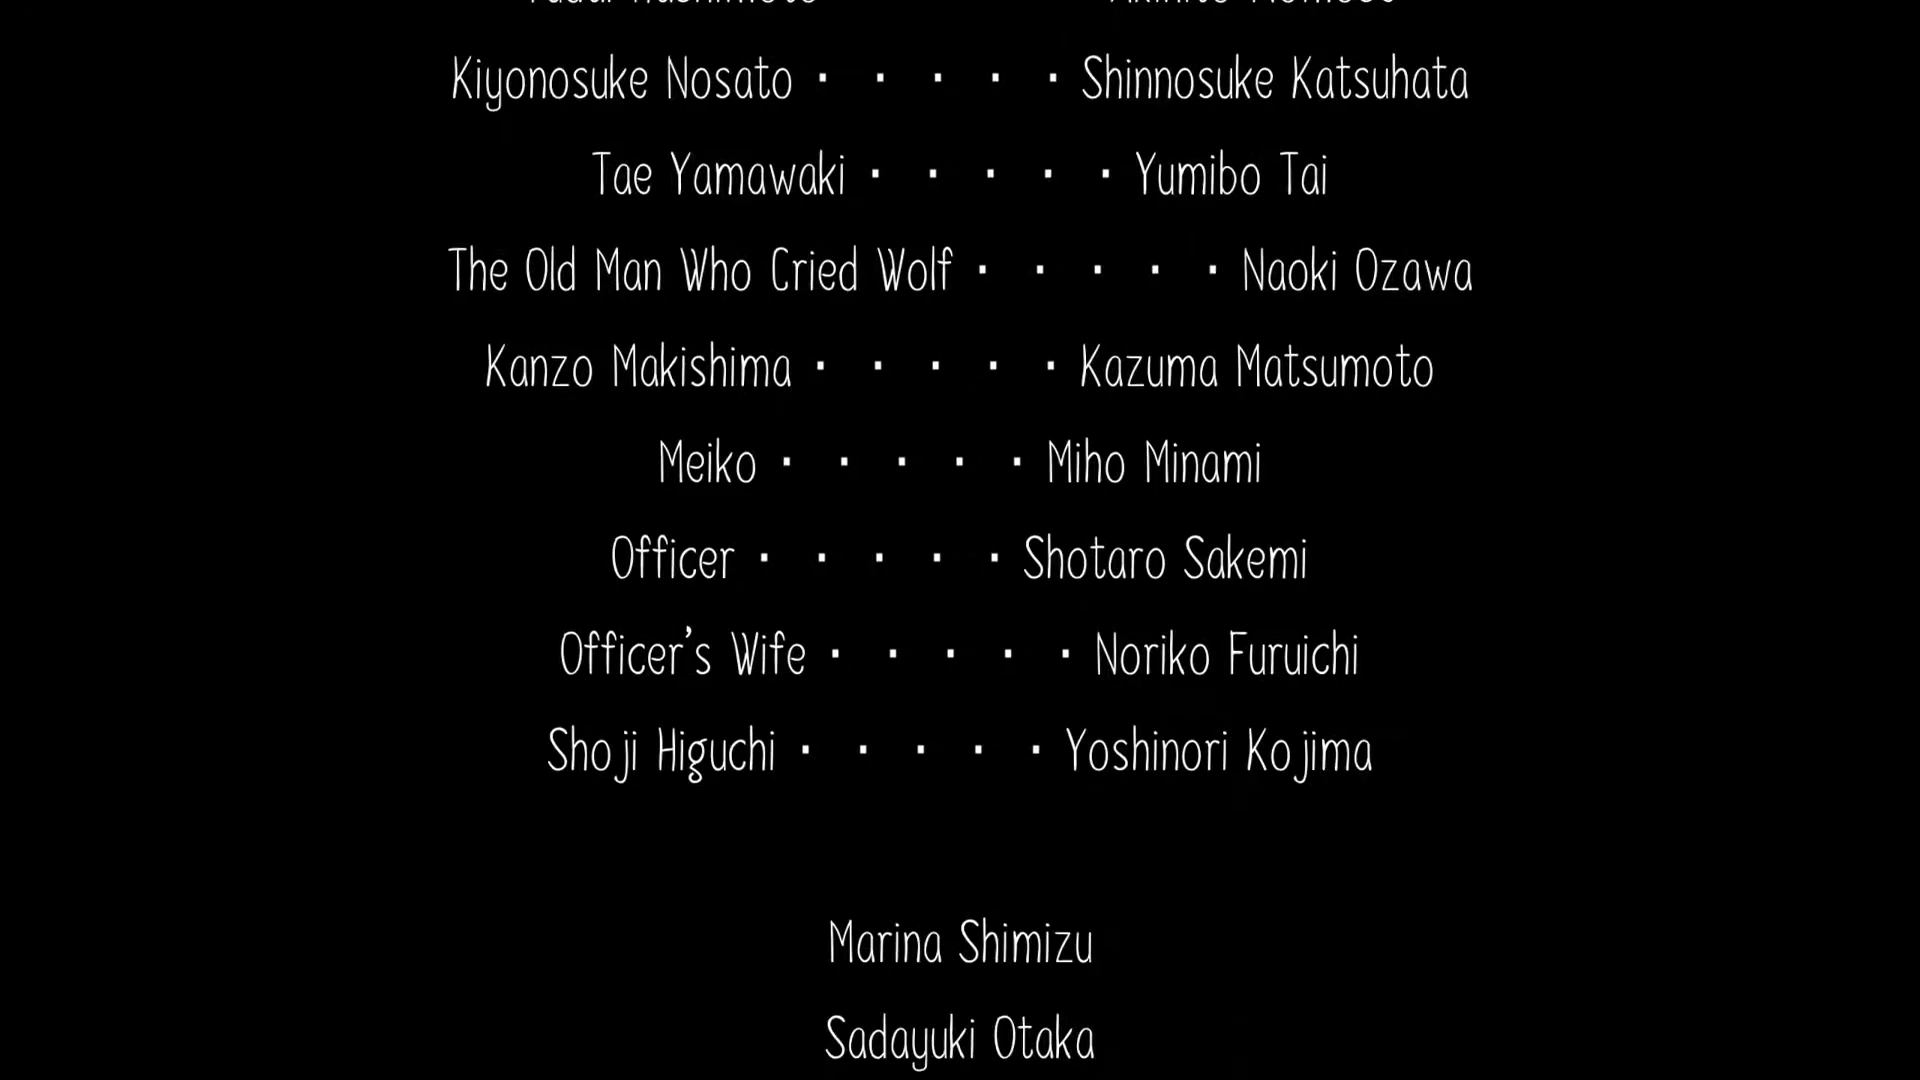 Kiyonosuke Nosato · · · · · Shinnosuke Katsuhata
Tae Yamawaki · · · · · Yumibo Tai
The Old Man Who Cried Wolf · · · · · Naoki Ozawa
Kanzo Makishima · · · · · Kazuma Matsumoto
Meiko · · · · · Miho Minami
Officer · · · · · Shotaro Sakemi
Officer's Wife · · · · · Noriko Furuichi
Shoji Higuchi · · · · · Yoshinori Kojima
Marina Shimizu
Sadayuki Otaka